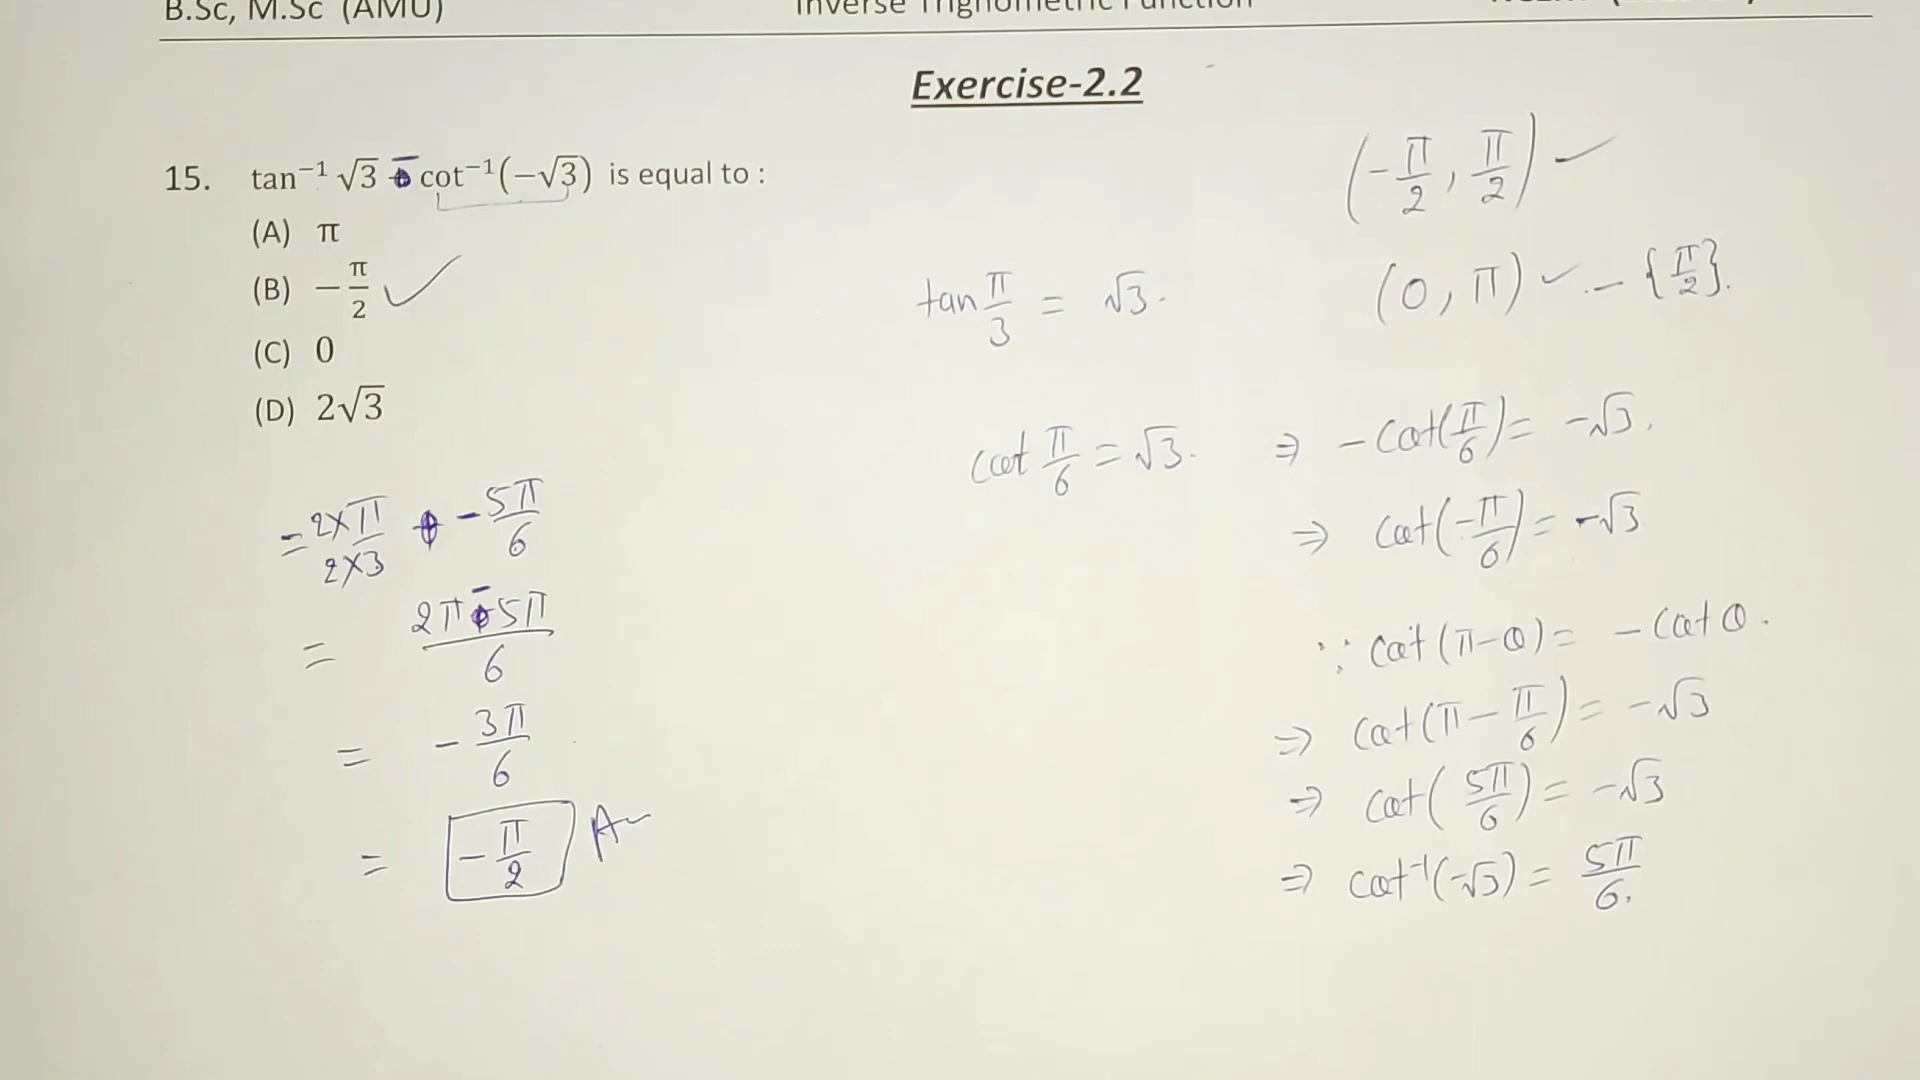 B.Sc, M.Sc (AMU) Inverse Trignometric Function
Exercise-2.2
15. tan⁻¹ √3 - cot⁻¹(−√3) is equal to :
(A) π
(B) −π/2 ✓
(C) 0
(D) 2√3
= 2×π/2×3 - 5π/6
= 2π-5π/6
= - 3π/6
= - π/2
tan π/3 = √3.
cot π/6 = √3. ⇒ -cot(π/6) = -√3.
(-π/2, π/2) ✓
(0, π) ✓ - {π/2}.
⇒ cot(-π/6) = -√3
∵ cot(π-θ) = - cot θ.
⇒ cot(π - π/6) = -√3
⇒ cot(5π/6) = -√3
⇒ cot⁻¹(-√3) = 5π/6.